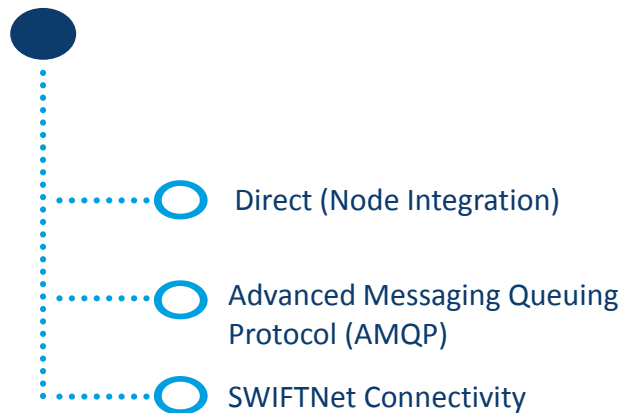 Direct (Node Integration)
Advanced Messaging Queuing
Protocol (AMQP)
SWIFTNet Connectivity